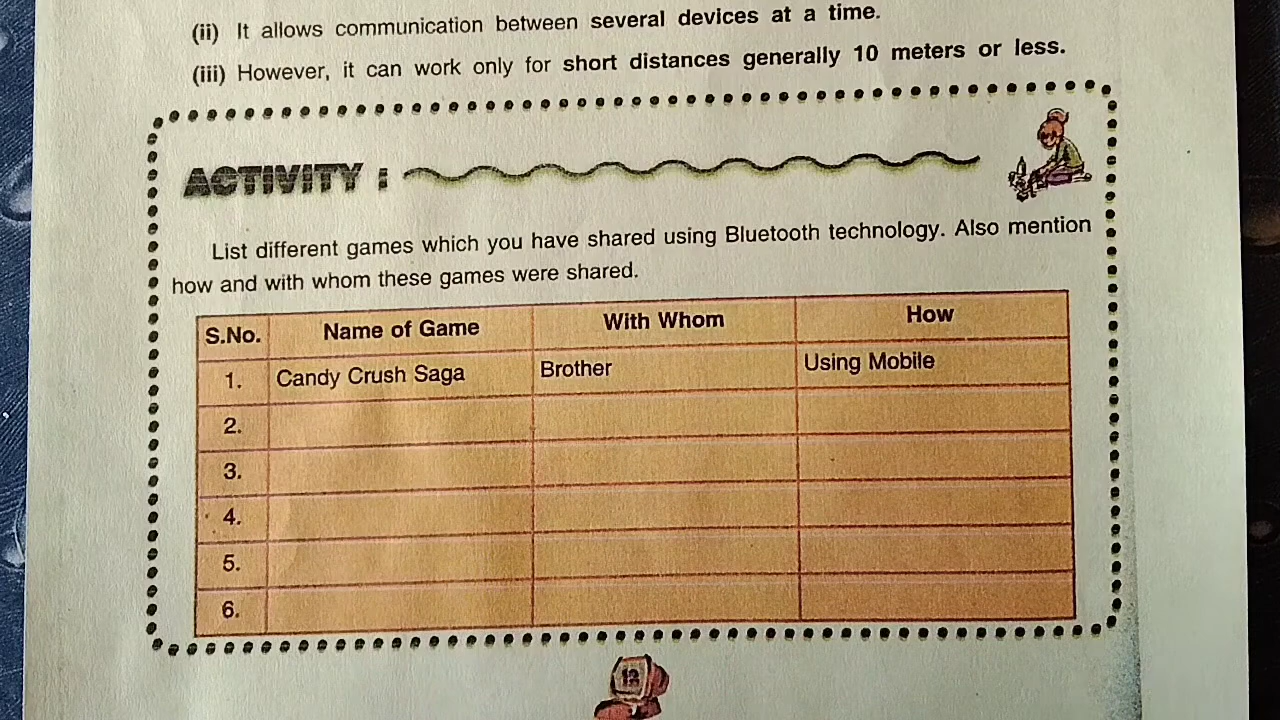 (ii) It allows communication between several devices at a time.
(iii) However, it can work only for short distances generally 10 meters or less.
ACTIVITY :
List different games which you have shared using Bluetooth technology. Also mention
how and with whom these games were shared.
S.No. Name of Game With Whom How
1. Candy Crush Saga Brother Using Mobile
2.
3.
4.
5.
6.
12